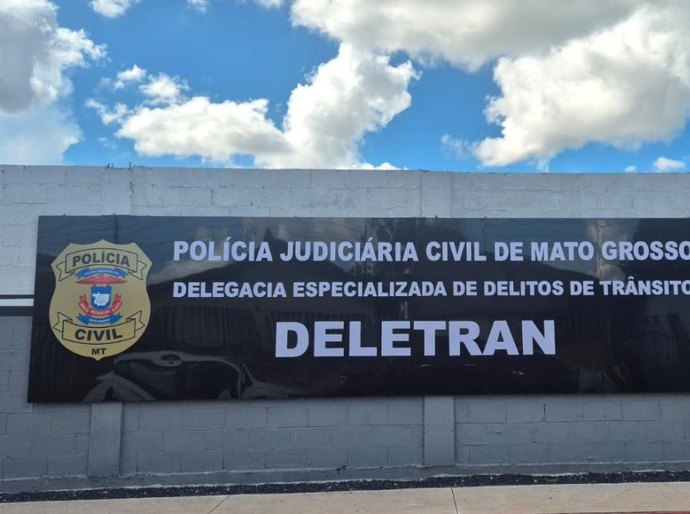 POLÍCIA
CIVIL
MT
POLÍCIA JUDICIÁRIA CIVIL DE MATO GROSSO
DELEGACIA ESPECIALIZADA DE DELITOS DE TRÂNSITO
DELETRAN